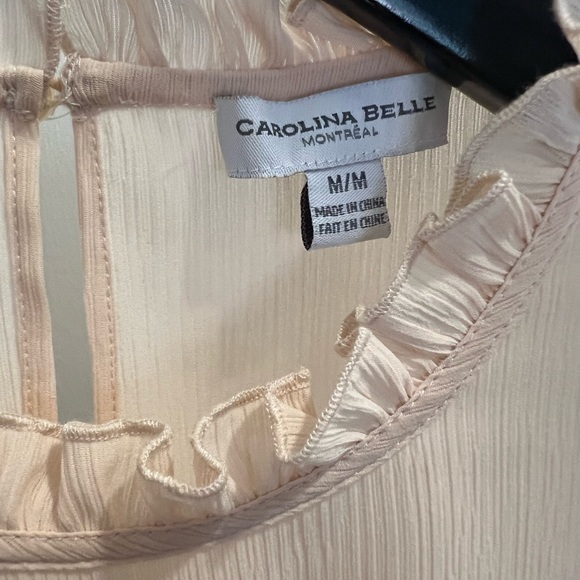 CAROLINA BELLE
MONTRÉAL
M/M
MADE IN CHINA
FAIT EN CHINE